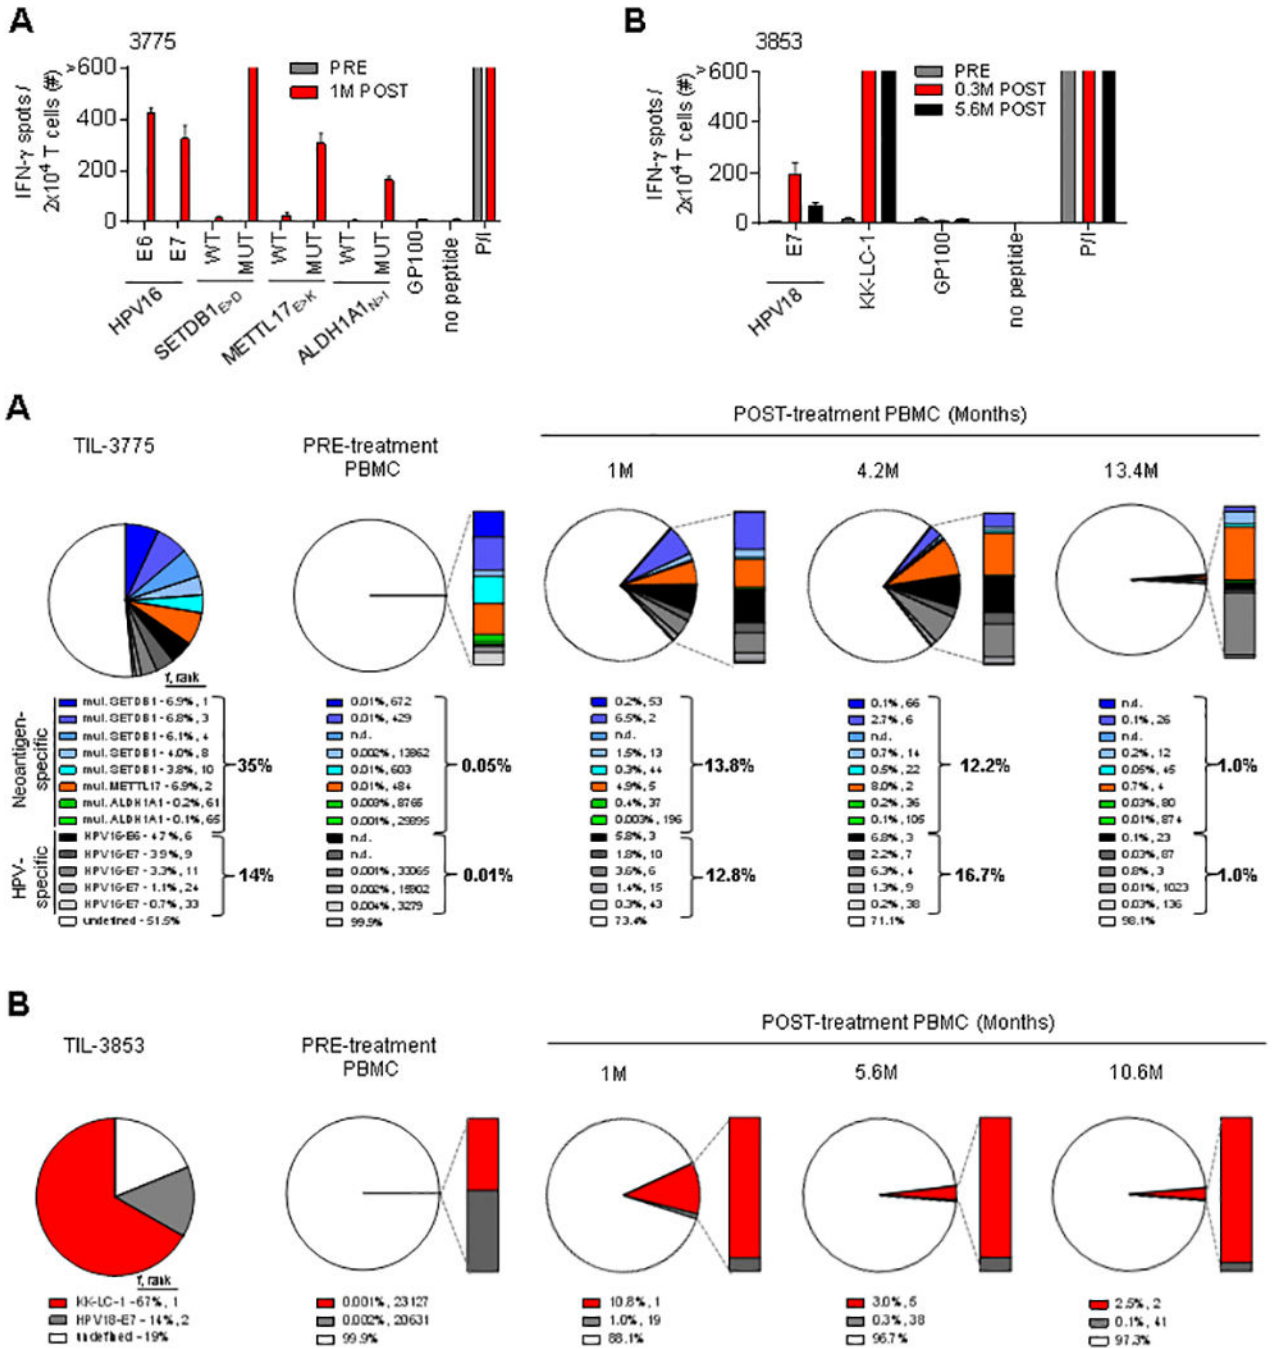 A
3775
>600
400
200
0
IFN-γ spots /
2x10⁴ T cells (#)
PRE
1M POST
E6
E7
WT
MUT
WT
MUT
WT
MUT
GP100
no peptide
P/I
HPV16
SETDB1E>D
METTL17E>K
ALDH1A1N>I
B
3853
>600
400
200
0
IFN-γ spots /
2x10⁴ T cells (#)
PRE
0.3M POST
5.6M POST
E7
KK-LC-1
GP100
no peptide
P/I
HPV18
A
POST-treatment PBMC (Months)
TIL-3775
PRE-treatment
PBMC
1M
4.2M
13.4M
f, rank
Neoantigen-
specific
HPV-
specific
mut.SETDB1 - 6.9%, 1
mut.SETDB1 - 6.8%, 3
mut.SETDB1 - 6.1%, 4
mut.SETDB1 - 4.0%, 8
mut.SETDB1 - 3.8%, 10
mut.METTL17 - 6.9%, 2
mut.ALDH1A1 - 0.2%, 61
mut.ALDH1A1 - 0.1%, 65
HPV16-E6 - 4.7%, 6
HPV16-E7 - 3.9%, 9
HPV16-E7 - 3.3%, 11
HPV16-E7 - 1.1%, 24
HPV16-E7 - 0.7%, 33
undefined - 51.5%
35%
14%
0.01%, 672
0.01%, 429
n.d.
0.002%, 13862
0.01%, 603
0.01%, 484
0.003%, 8765
0.001%, 29895
n.d.
n.d.
0.001%, 33065
0.002%, 15902
0.004%, 3279
99.9%
0.05%
0.01%
0.2%, 53
6.5%, 2
n.d.
1.5%, 13
0.3%, 44
4.9%, 5
0.4%, 37
0.003%, 196
5.8%, 3
1.8%, 10
3.6%, 6
1.4%, 15
0.3%, 43
73.4%
13.8%
12.8%
0.1%, 66
2.7%, 6
n.d.
0.7%, 14
0.5%, 22
8.0%, 2
0.2%, 36
0.1%, 105
6.8%, 3
2.2%, 7
6.3%, 4
1.3%, 9
0.2%, 38
71.1%
12.2%
16.7%
n.d.
0.1%, 26
n.d.
0.2%, 12
0.05%, 45
0.7%, 4
0.03%, 80
0.01%, 874
0.1%, 23
0.03%, 87
0.8%, 3
0.01%, 1023
0.03%, 136
98.1%
1.0%
1.0%
B
POST-treatment PBMC (Months)
TIL-3853
PRE-treatment
PBMC
1M
5.6M
10.6M
f, rank
KK-LC-1 - 67%, 1
HPV18-E7 - 14%, 2
undefined - 19%
0.001%, 23127
0.002%, 20631
99.9%
10.8%, 1
1.0%, 19
88.1%
3.0%, 5
0.3%, 38
96.7%
2.5%, 2
0.1%, 41
97.3%